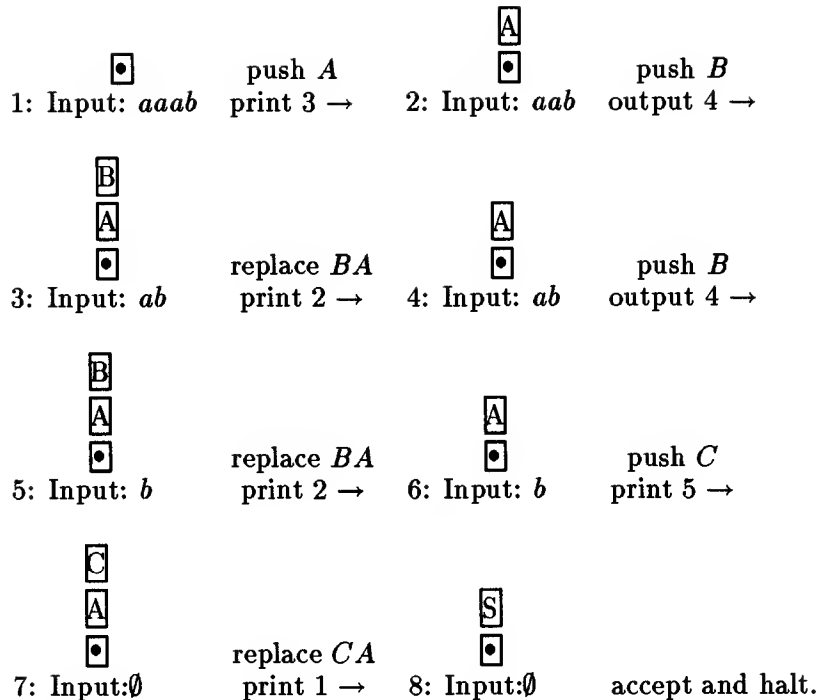 A
• push A • push B
1: Input: aaab print 3 → 2: Input: aab output 4 →
B
A A
• replace BA • push B
3: Input: ab print 2 → 4: Input: ab output 4 →
B
A A
• replace BA • push C
5: Input: b print 2 → 6: Input: b print 5 →
C
A S
• replace CA •
7: Input:∅ print 1 → 8: Input:∅ accept and halt.